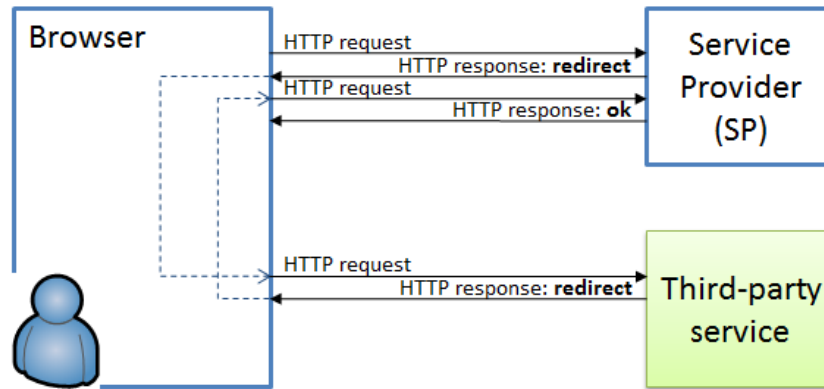 Browser
HTTP request
HTTP response: redirect
HTTP request
HTTP response: ok
Service
Provider
(SP)
HTTP request
HTTP response: redirect
Third-party
service